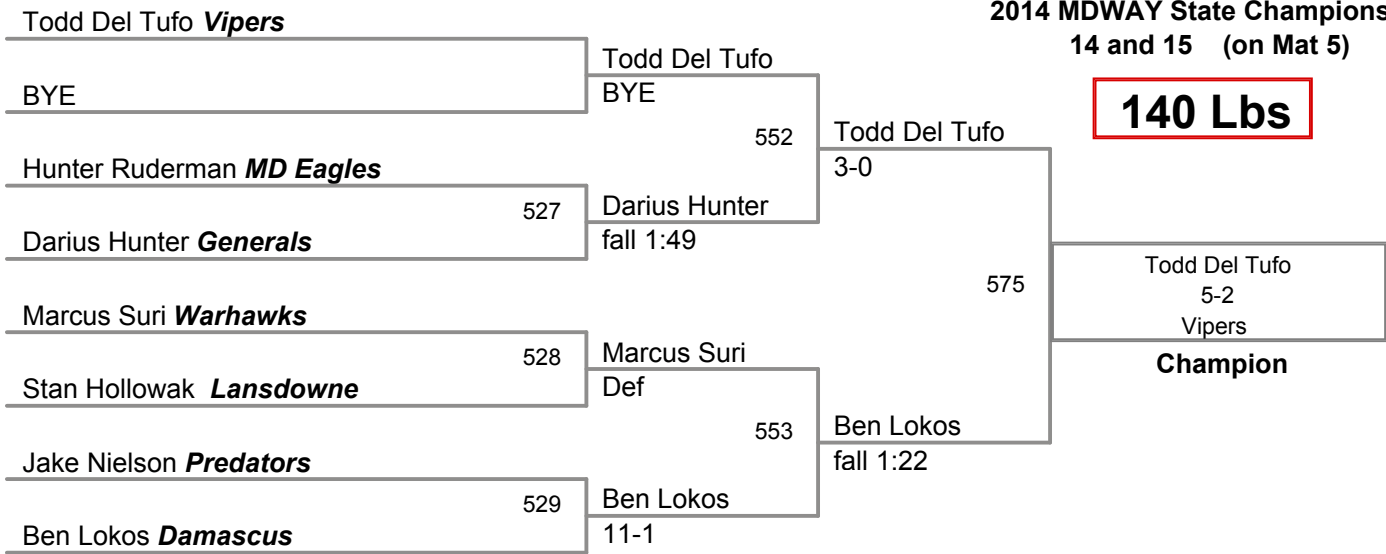 2014 MDWAY State Champions
14 and 15 (on Mat 5)
140 Lbs
Todd Del Tufo Vipers
BYE
Hunter Ruderman MD Eagles
527
Darius Hunter Generals
Marcus Suri Warhawks
528
Stan Hollowak Lansdowne
Jake Nielson Predators
529
Ben Lokos Damascus
Todd Del Tufo
BYE
552
Darius Hunter
fall 1:49
Marcus Suri
Def
553
Ben Lokos
11-1
Todd Del Tufo
3-0
575
Ben Lokos
fall 1:22
Todd Del Tufo
5-2
Vipers
Champion